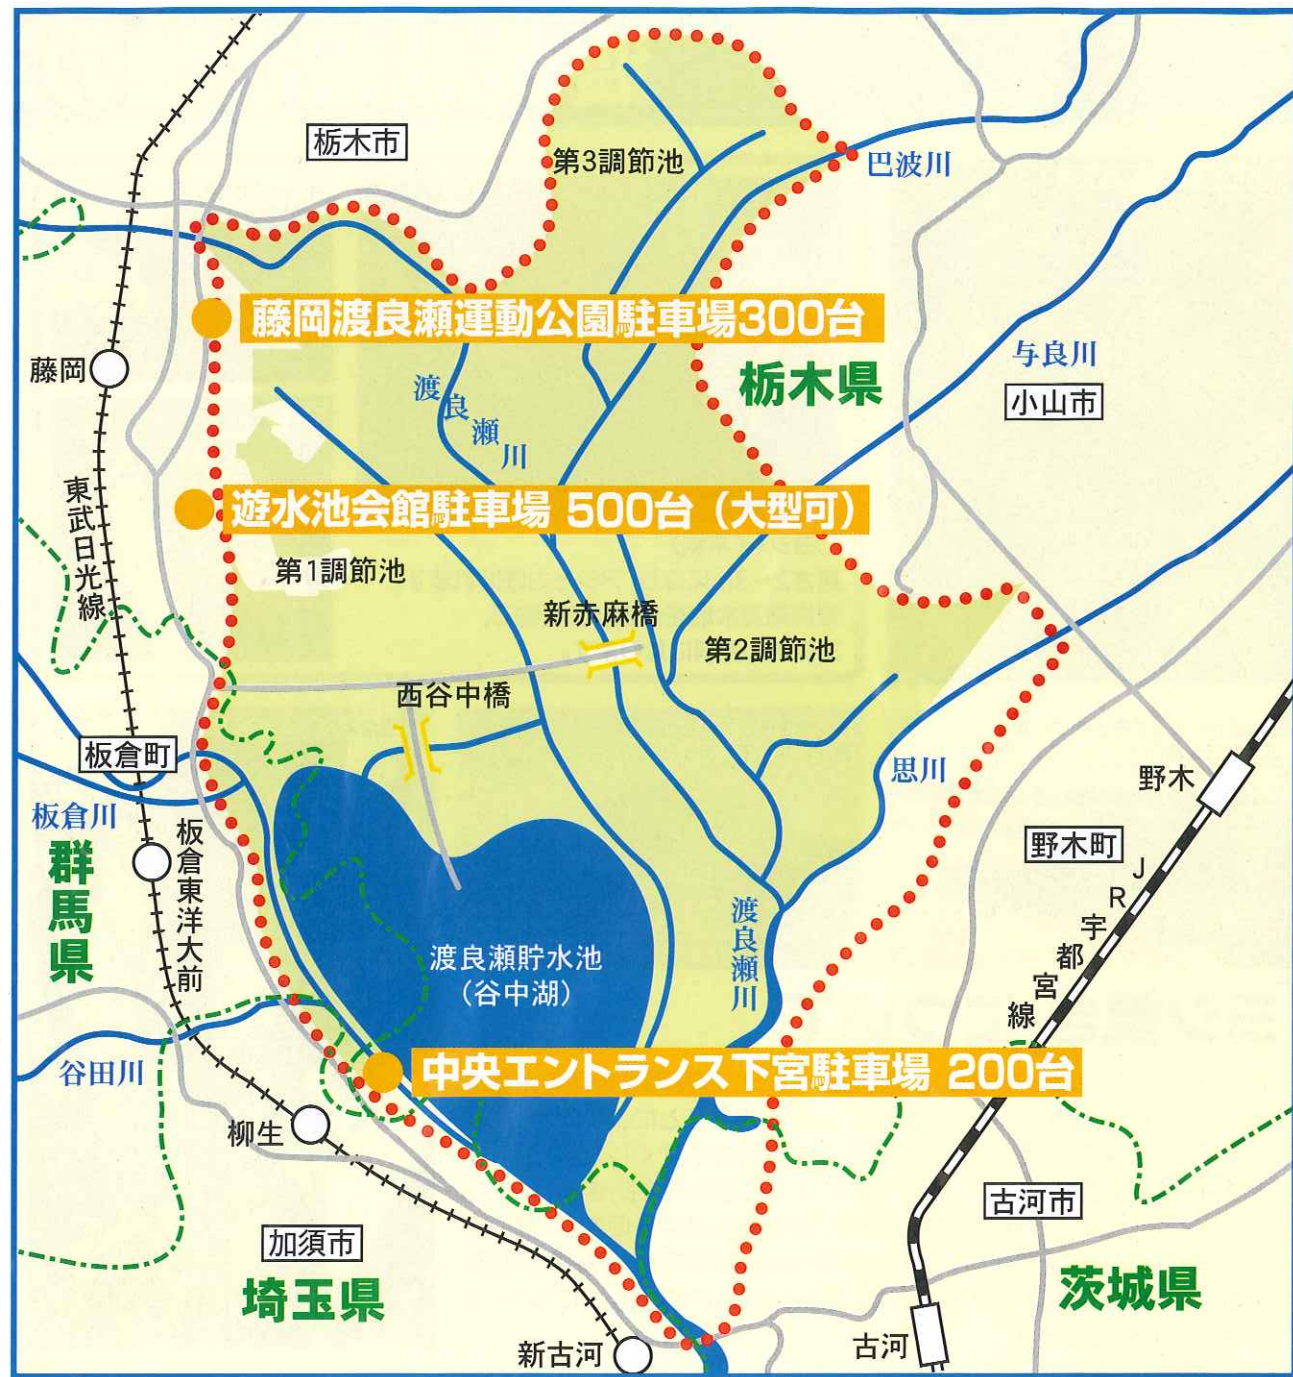 栃木市
第3調節池
巴波川
藤岡渡良瀬運動公園駐車場300台
藤岡
渡良瀬川
栃木県
与良川
小山市
東武日光線
遊水池会館駐車場 500台（大型可）
第1調節池
新赤麻橋
第2調節池
西谷中橋
板倉町
思川
野木
板倉川
群馬県
板倉東洋大前
野木町
JR宇都宮線
渡良瀬川
渡良瀬貯水池
（谷中湖）
谷田川
中央エントランス下宮駐車場 200台
柳生
古河市
加須市
埼玉県
茨城県
新古河
古河